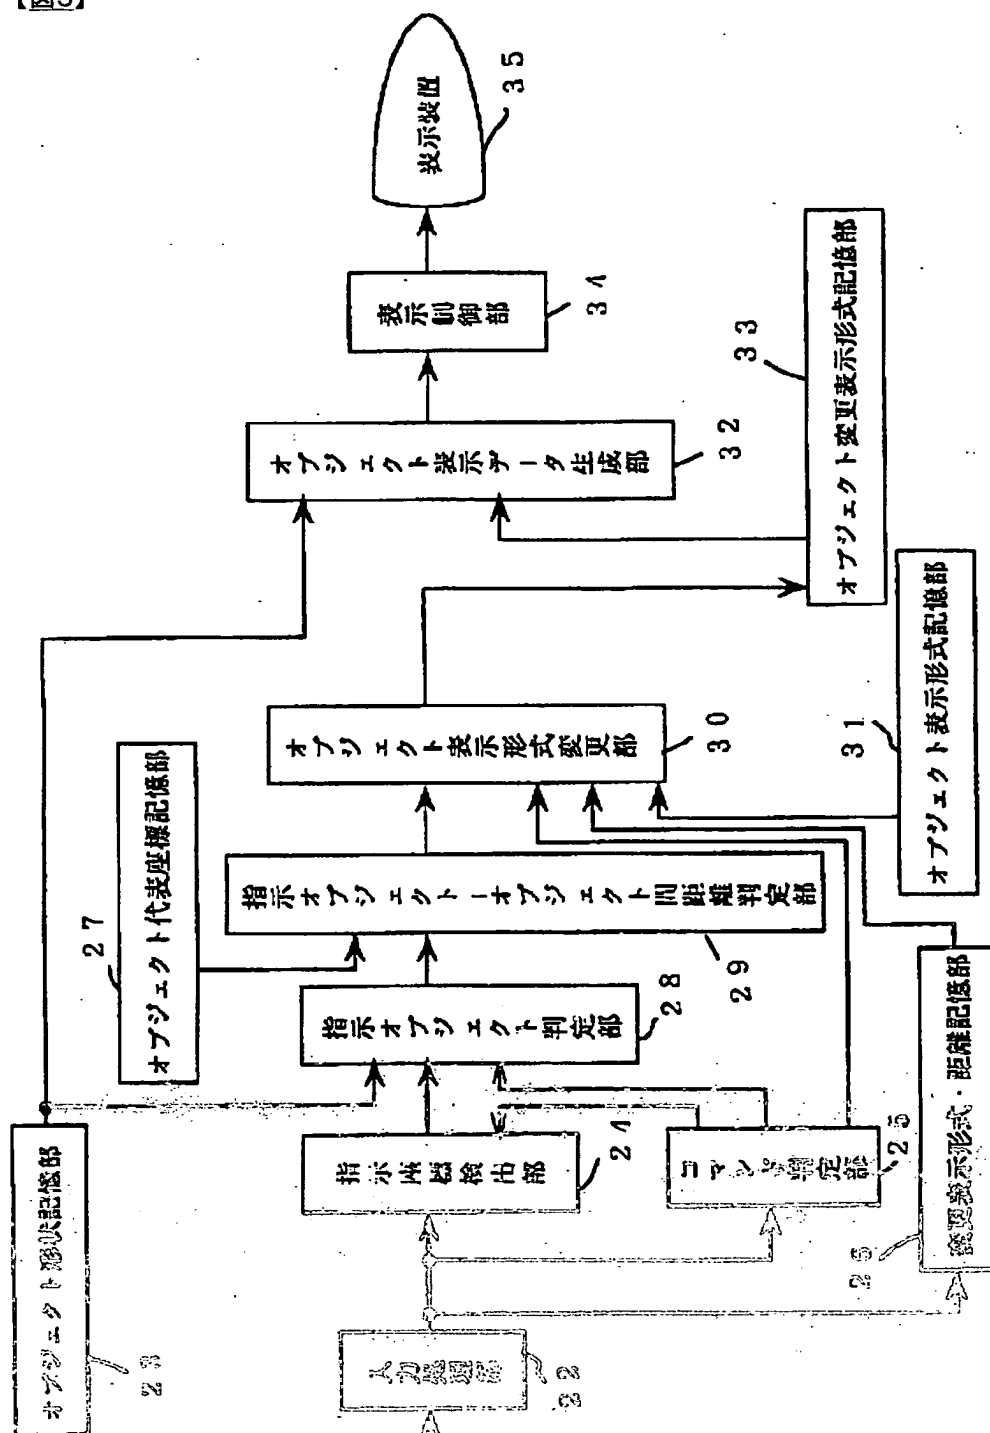 【図5】
オブジェクト形状記憶部
23
入力処理部
22
指示座標検出部
24
コマンド判定部
25
変更表示形式・距離記憶部
26
オブジェクト代表座標記憶部
27
指示オブジェクト判定部
28
指示オブジェクトーオブジェクト間距離判定部
29
オブジェクト表示形式変更部
30
オブジェクト表示形式記憶部
31
オブジェクト表示データ生成部
32
オブジェクト変更表示形式記憶部
33
表示制御部
34
表示装置
35